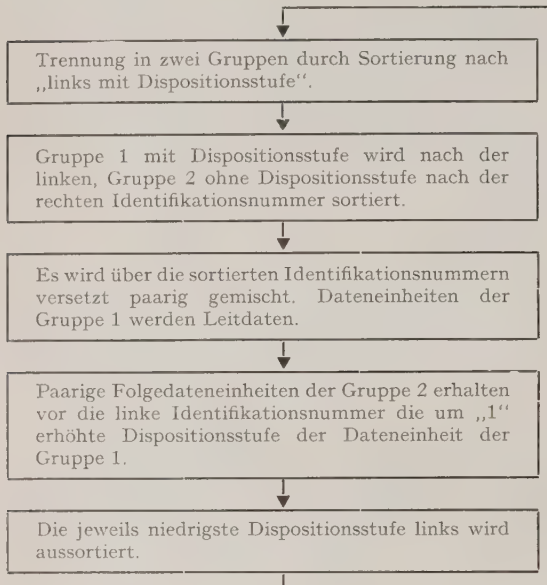 Trennung in zwei Gruppen durch Sortierung nach
„links mit Dispositionsstufe“.
Gruppe 1 mit Dispositionsstufe wird nach der
linken, Gruppe 2 ohne Dispositionsstufe nach der
rechten Identifikationsnummer sortiert.
Es wird über die sortierten Identifikationsnummern
versetzt paarig gemischt. Dateneinheiten der
Gruppe 1 werden Leitdaten.
Paarige Folgedateneinheiten der Gruppe 2 erhalten
vor die linke Identifikationsnummer die um „1“
erhöhte Dispositionsstufe der Dateneinheit der
Gruppe 1.
Die jeweils niedrigste Dispositionsstufe links wird
aussortiert.